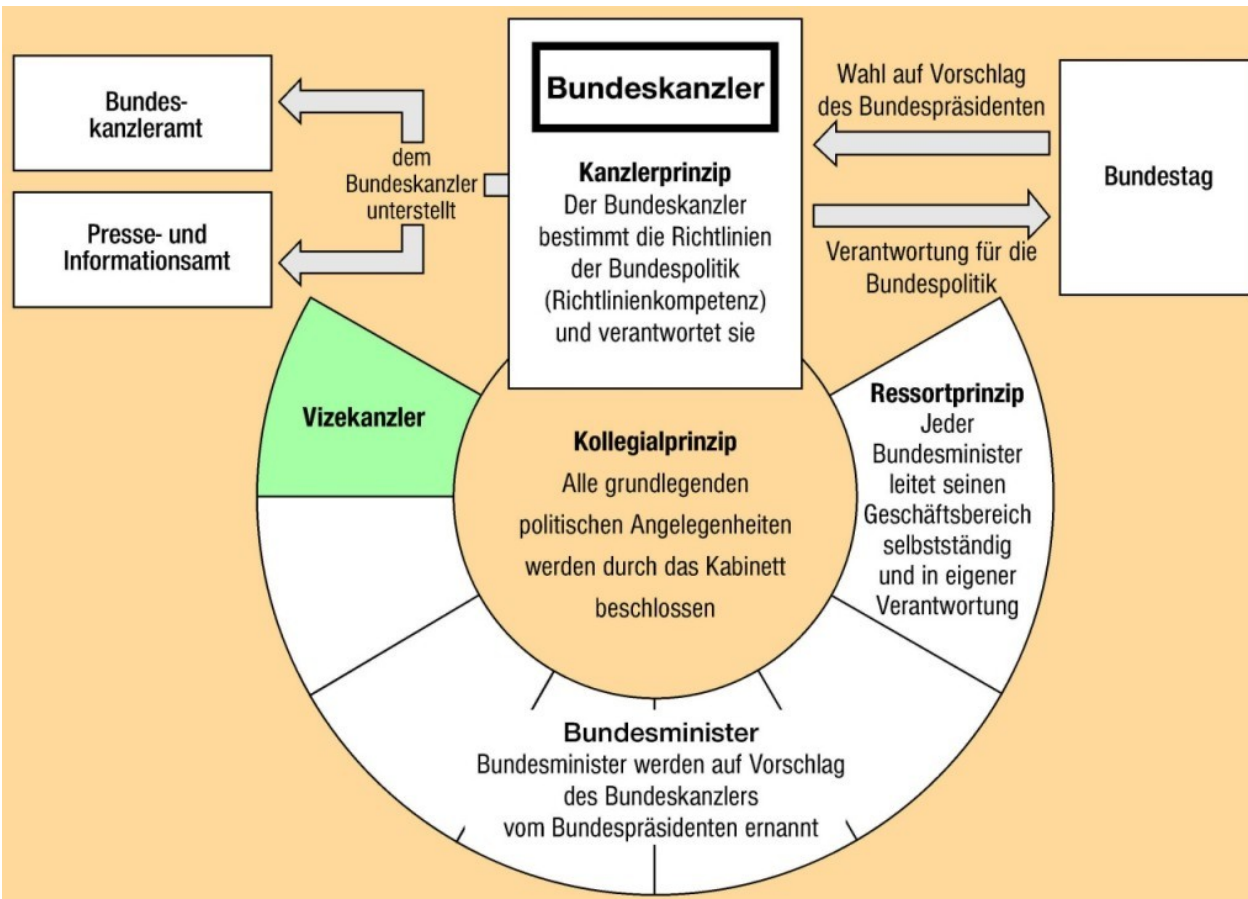 Bundes-
kanzleramt
Presse- und
Informationsamt
dem
Bundeskanzler
unterstellt
Bundeskanzler
Kanzlerprinzip
Der Bundeskanzler
bestimmt die Richtlinien
der Bundespolitik
(Richtlinienkompetenz)
und verantwortet sie
Wahl auf Vorschlag
des Bundespräsidenten
Verantwortung für die
Bundespolitik
Bundestag
Vizekanzler
Kollegialprinzip
Alle grundlegenden
politischen Angelegenheiten
werden durch das Kabinett
beschlossen
Ressortprinzip
Jeder
Bundesminister
leitet seinen
Geschäftsbereich
selbstständig
und in eigener
Verantwortung
Bundesminister
Bundesminister werden auf Vorschlag
des Bundeskanzlers
vom Bundespräsidenten ernannt